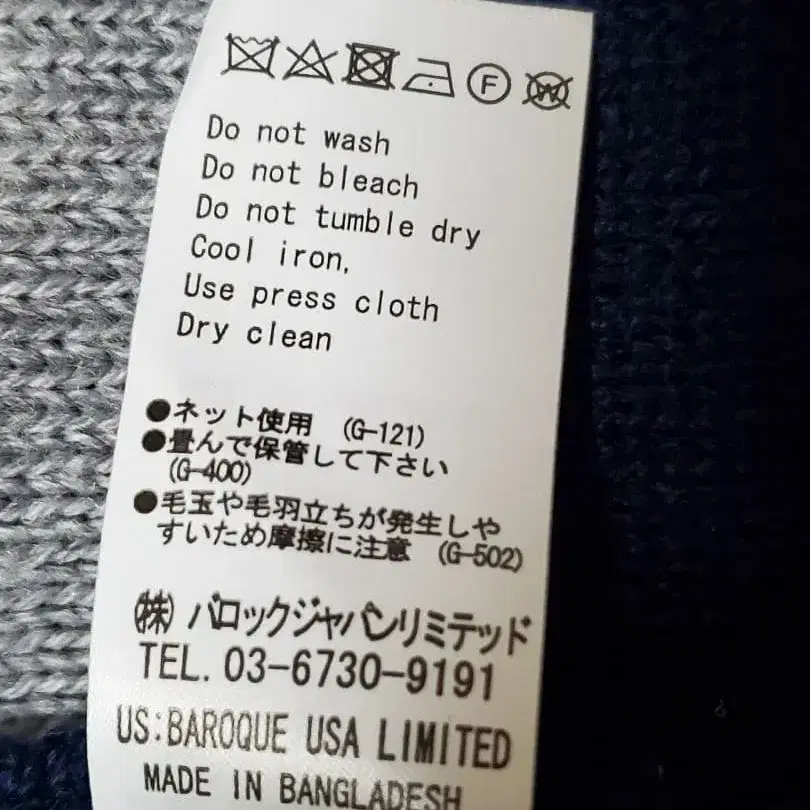 F W
Do not wash
Do not bleach
Do not tumble dry
Cool iron,
Use press cloth
Dry clean
●ネット使用 (G-121)
●畳んで保管して下さい
(G-400)
●毛玉や毛羽立ちが発生しや
すいため摩擦に注意 (G-502)
(株) バロックジャパンリミテッド
TEL. 03-6730-9191
US:BAROQUE USA LIMITED
MADE IN BANGLADESH